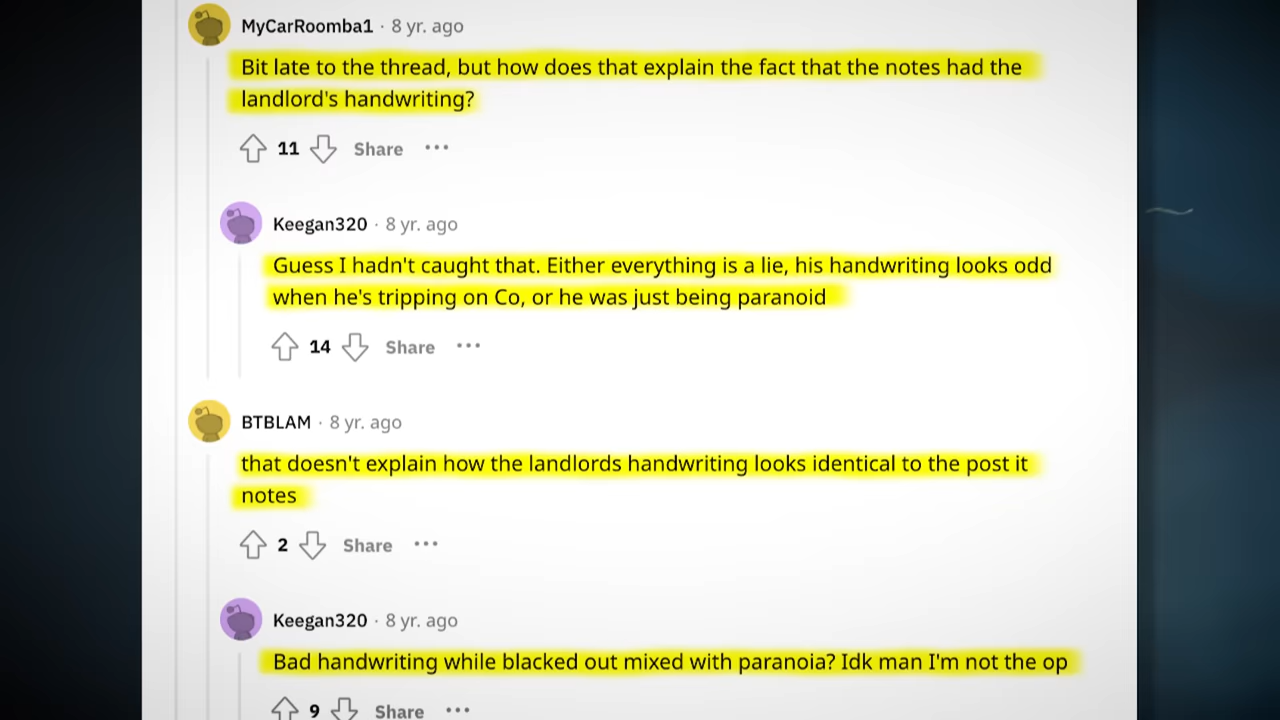 MyCarRoomba1 · 8 yr. ago
Bit late to the thread, but how does that explain the fact that the notes had the
landlord's handwriting?
11 Share ···
Keegan320 · 8 yr. ago
Guess I hadn't caught that. Either everything is a lie, his handwriting looks odd
when he's tripping on Co, or he was just being paranoid
14 Share ···
BTBLAM · 8 yr. ago
that doesn't explain how the landlords handwriting looks identical to the post it
notes
2 Share ···
Keegan320 · 8 yr. ago
Bad handwriting while blacked out mixed with paranoia? Idk man I'm not the op
9 Share ···